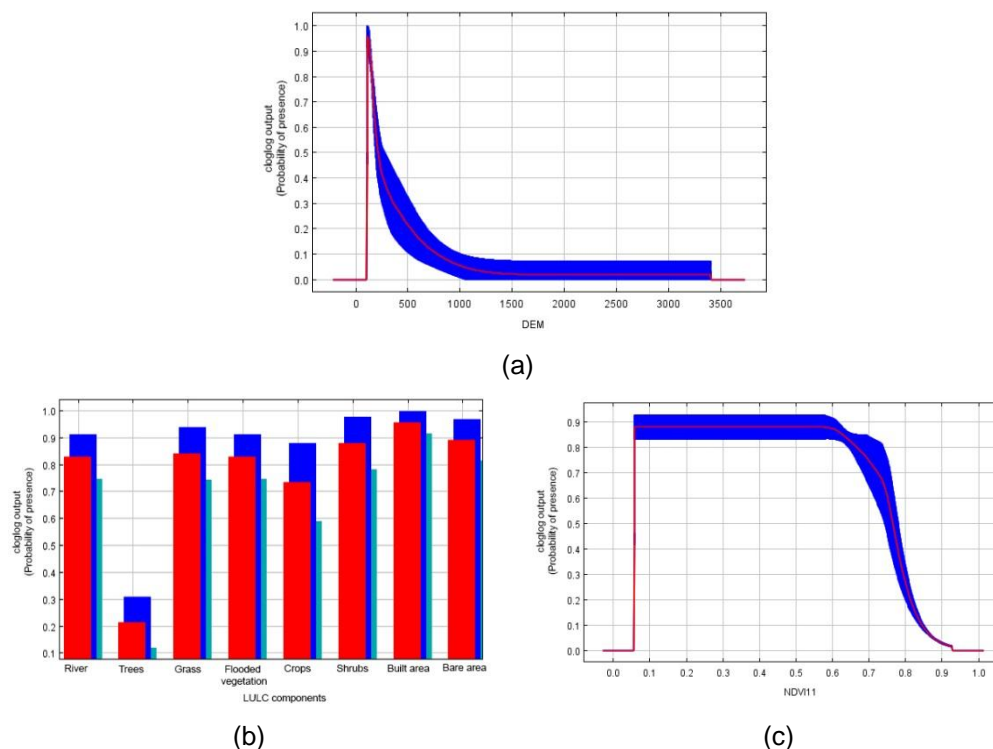 1.0
0.9
0.8
0.7
0.6
0.5
0.4
0.3
0.2
0.1
0.0
cloglog output
(Probability of presence)
0 500 1000 1500 2000 2500 3000 3500
DEM
(a)
1.0
0.9
0.8
0.7
0.6
0.5
0.4
0.3
0.2
0.1
cloglog output
(Probability of presence)
River Trees Grass Flooded vegetation Crops Shrubs Built area Bare area
LULC components
(b)
0.9
0.8
0.7
0.6
0.5
0.4
0.3
0.2
0.1
0.0
cloglog output
(Probability of presence)
0.0 0.1 0.2 0.3 0.4 0.5 0.6 0.7 0.8 0.9 1.0
NDVI11
(c)